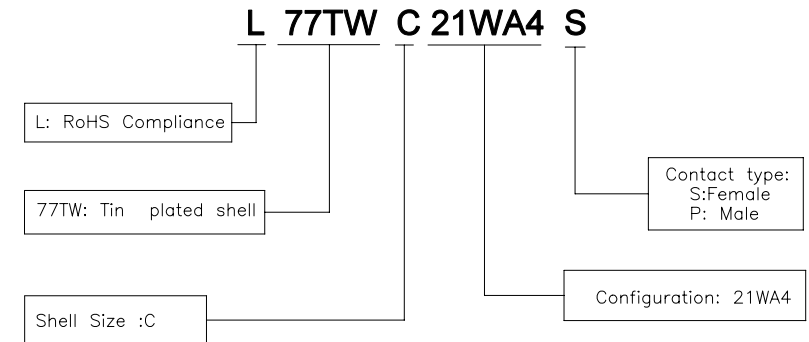 L 77TW C 21WA4 S
L: RoHS Compliance
77TW: Tin plated shell
Contact type:
S:Female
P: Male
Configuration: 21WA4
Shell Size :C